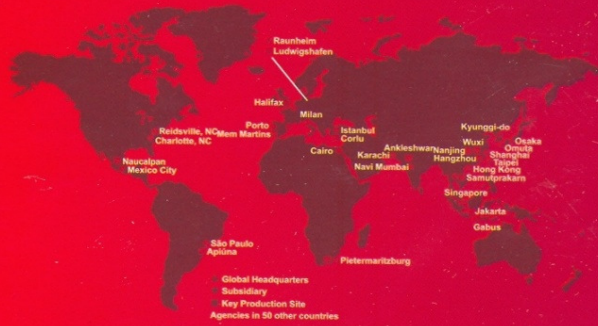 Raunheim
Ludwigshafen
Halifax
Milan
Reidsville, NC
Charlotte, NC
Porto
Mem Martins
Istanbul
Corlu
Cairo
Karachi
Navi Mumbai
Ankleshwar
Nanjing
Hangzhou
Wuxi
Kyunggi-do
Osaka
Omuta
Shanghai
Taipei
Hong Kong
Samutprakarn
Naucalpan
Mexico City
Singapore
Jakarta
Gabus
São Paulo
Apiúna
Pietermaritzburg
Global Headquarters
Subsidiary
Key Production Site
Agencies in 50 other countries